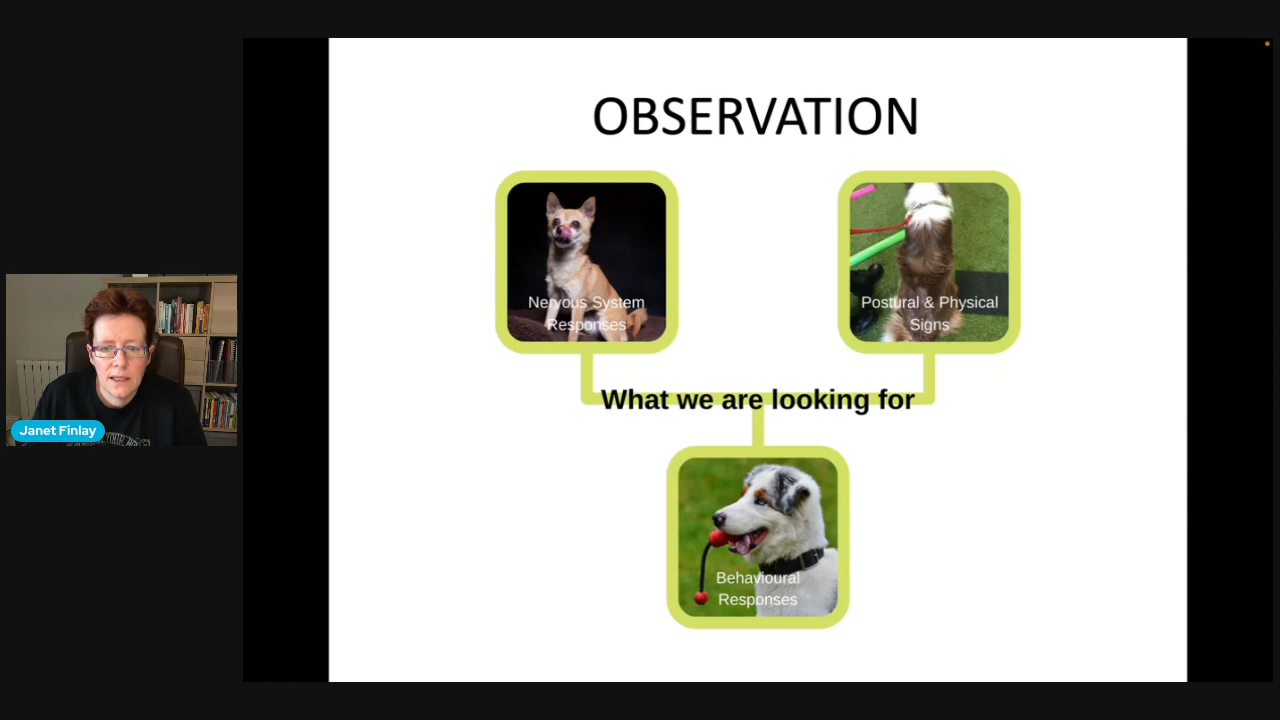 OBSERVATION
Nervous System
Responses
Postural & Physical
Signs
What we are looking for
Behavioural
Responses
Janet Finlay